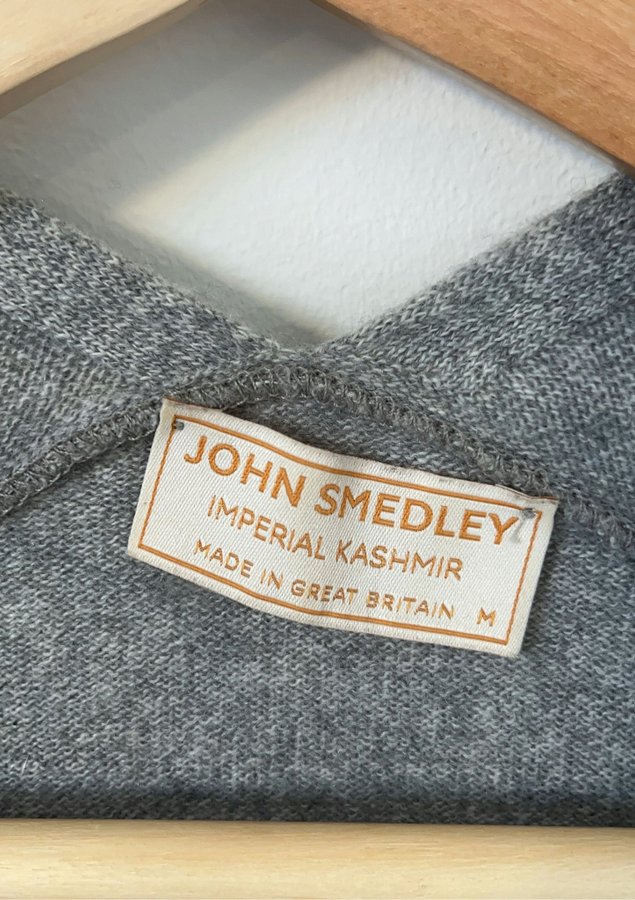 JOHN SMEDLEY
IMPERIAL KASHMIR
MADE IN GREAT BRITAIN M